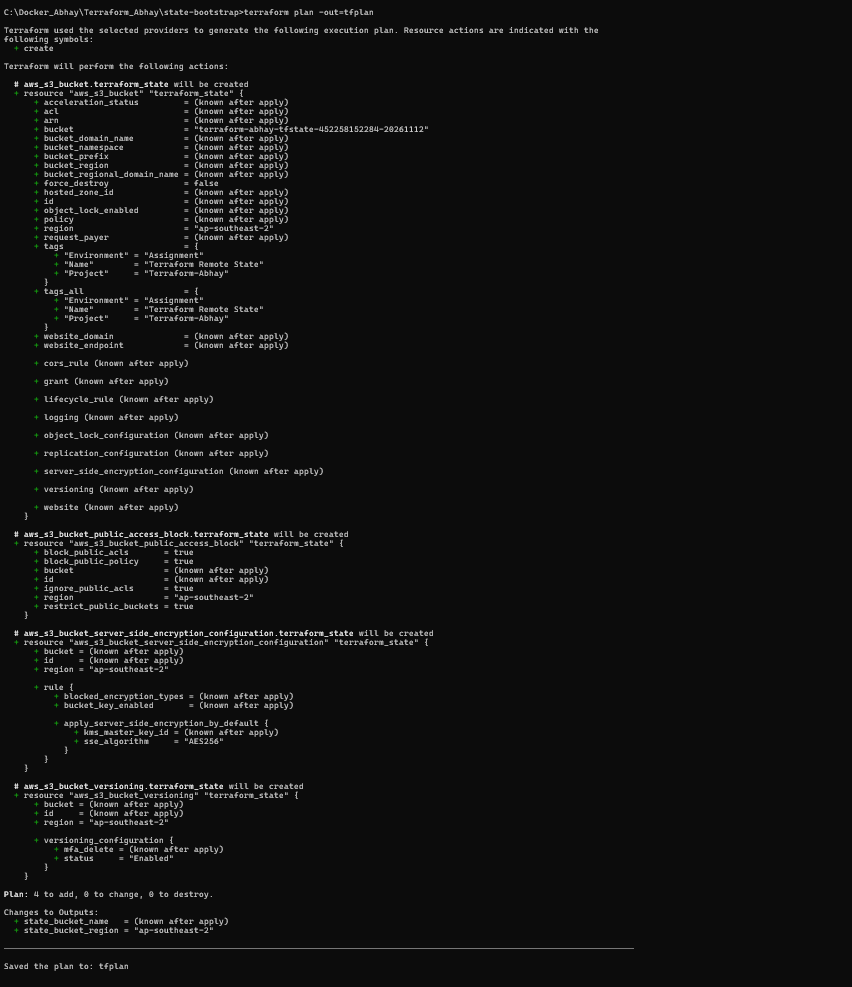 C:\Docker_Abhay\Terraform_Abhay\state-bootstrap>terraform plan -out=tfplan

Terraform used the selected providers to generate the following execution plan. Resource actions are indicated with the
following symbols:
  + create

Terraform will perform the following actions:

  # aws_s3_bucket.terraform_state will be created
  + resource "aws_s3_bucket" "terraform_state" {
      + acceleration_status         = (known after apply)
      + acl                         = (known after apply)
      + arn                         = (known after apply)
      + bucket                      = "terraform-abhay-tfstate-452258152284-20261112"
      + bucket_domain_name          = (known after apply)
      + bucket_namespace            = (known after apply)
      + bucket_prefix               = (known after apply)
      + bucket_region               = (known after apply)
      + bucket_regional_domain_name = (known after apply)
      + force_destroy               = false
      + hosted_zone_id              = (known after apply)
      + id                          = (known after apply)
      + object_lock_enabled         = (known after apply)
      + policy                      = (known after apply)
      + region                      = "ap-southeast-2"
      + request_payer               = (known after apply)
      + tags                        = {
          + "Environment" = "Assignment"
          + "Name"        = "Terraform Remote State"
          + "Project"     = "Terraform-Abhay"
        }
      + tags_all                    = {
          + "Environment" = "Assignment"
          + "Name"        = "Terraform Remote State"
          + "Project"     = "Terraform-Abhay"
        }
      + website_domain              = (known after apply)
      + website_endpoint            = (known after apply)

      + cors_rule (known after apply)

      + grant (known after apply)

      + lifecycle_rule (known after apply)

      + logging (known after apply)

      + object_lock_configuration (known after apply)

      + replication_configuration (known after apply)

      + server_side_encryption_configuration (known after apply)

      + versioning (known after apply)

      + website (known after apply)
    }

  # aws_s3_bucket_public_access_block.terraform_state will be created
  + resource "aws_s3_bucket_public_access_block" "terraform_state" {
      + block_public_acls       = true
      + block_public_policy     = true
      + bucket                  = (known after apply)
      + id                      = (known after apply)
      + ignore_public_acls      = true
      + region                  = "ap-southeast-2"
      + restrict_public_buckets = true
    }

  # aws_s3_bucket_server_side_encryption_configuration.terraform_state will be created
  + resource "aws_s3_bucket_server_side_encryption_configuration" "terraform_state" {
      + bucket = (known after apply)
      + id     = (known after apply)
      + region = "ap-southeast-2"

      + rule {
          + blocked_encryption_types = (known after apply)
          + bucket_key_enabled       = (known after apply)

          + apply_server_side_encryption_by_default {
              + kms_master_key_id = (known after apply)
              + sse_algorithm     = "AES256"
            }
        }
    }

  # aws_s3_bucket_versioning.terraform_state will be created
  + resource "aws_s3_bucket_versioning" "terraform_state" {
      + bucket = (known after apply)
      + id     = (known after apply)
      + region = "ap-southeast-2"

      + versioning_configuration {
          + mfa_delete = (known after apply)
          + status     = "Enabled"
        }
    }

Plan: 4 to add, 0 to change, 0 to destroy.

Changes to Outputs:
  + state_bucket_name   = (known after apply)
  + state_bucket_region = "ap-southeast-2"

Saved the plan to: tfplan